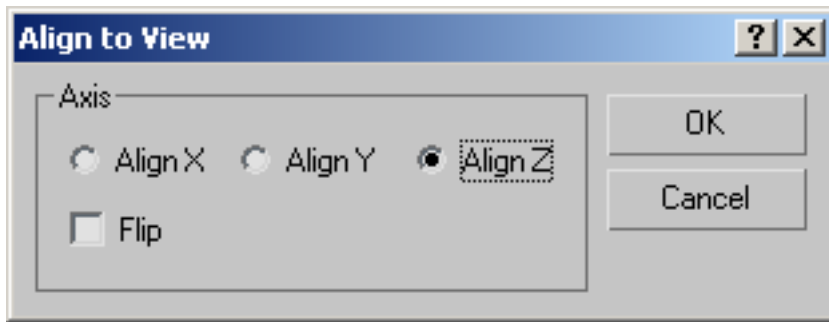 Align to View ?
Axis
Align X Align Y Align Z
Flip
OK
Cancel